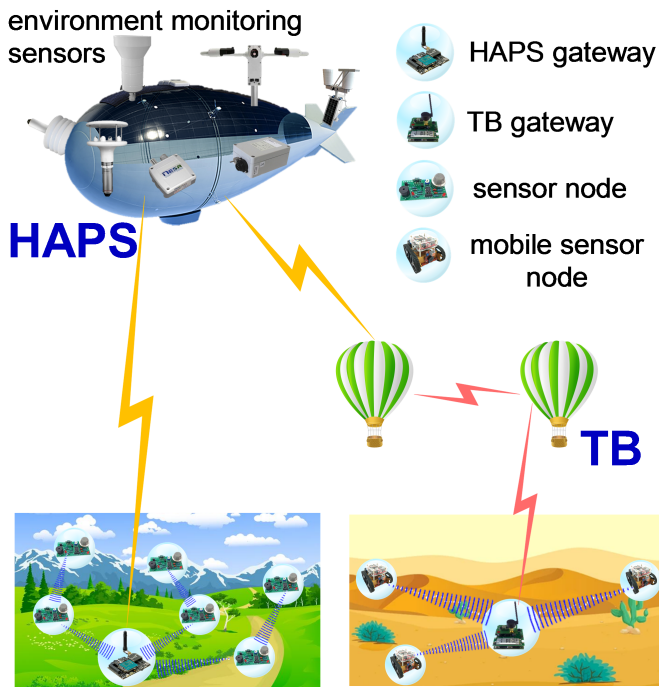 environment monitoring
sensors
HAPS gateway
TB gateway
sensor node
mobile sensor
node
HAPS
TB